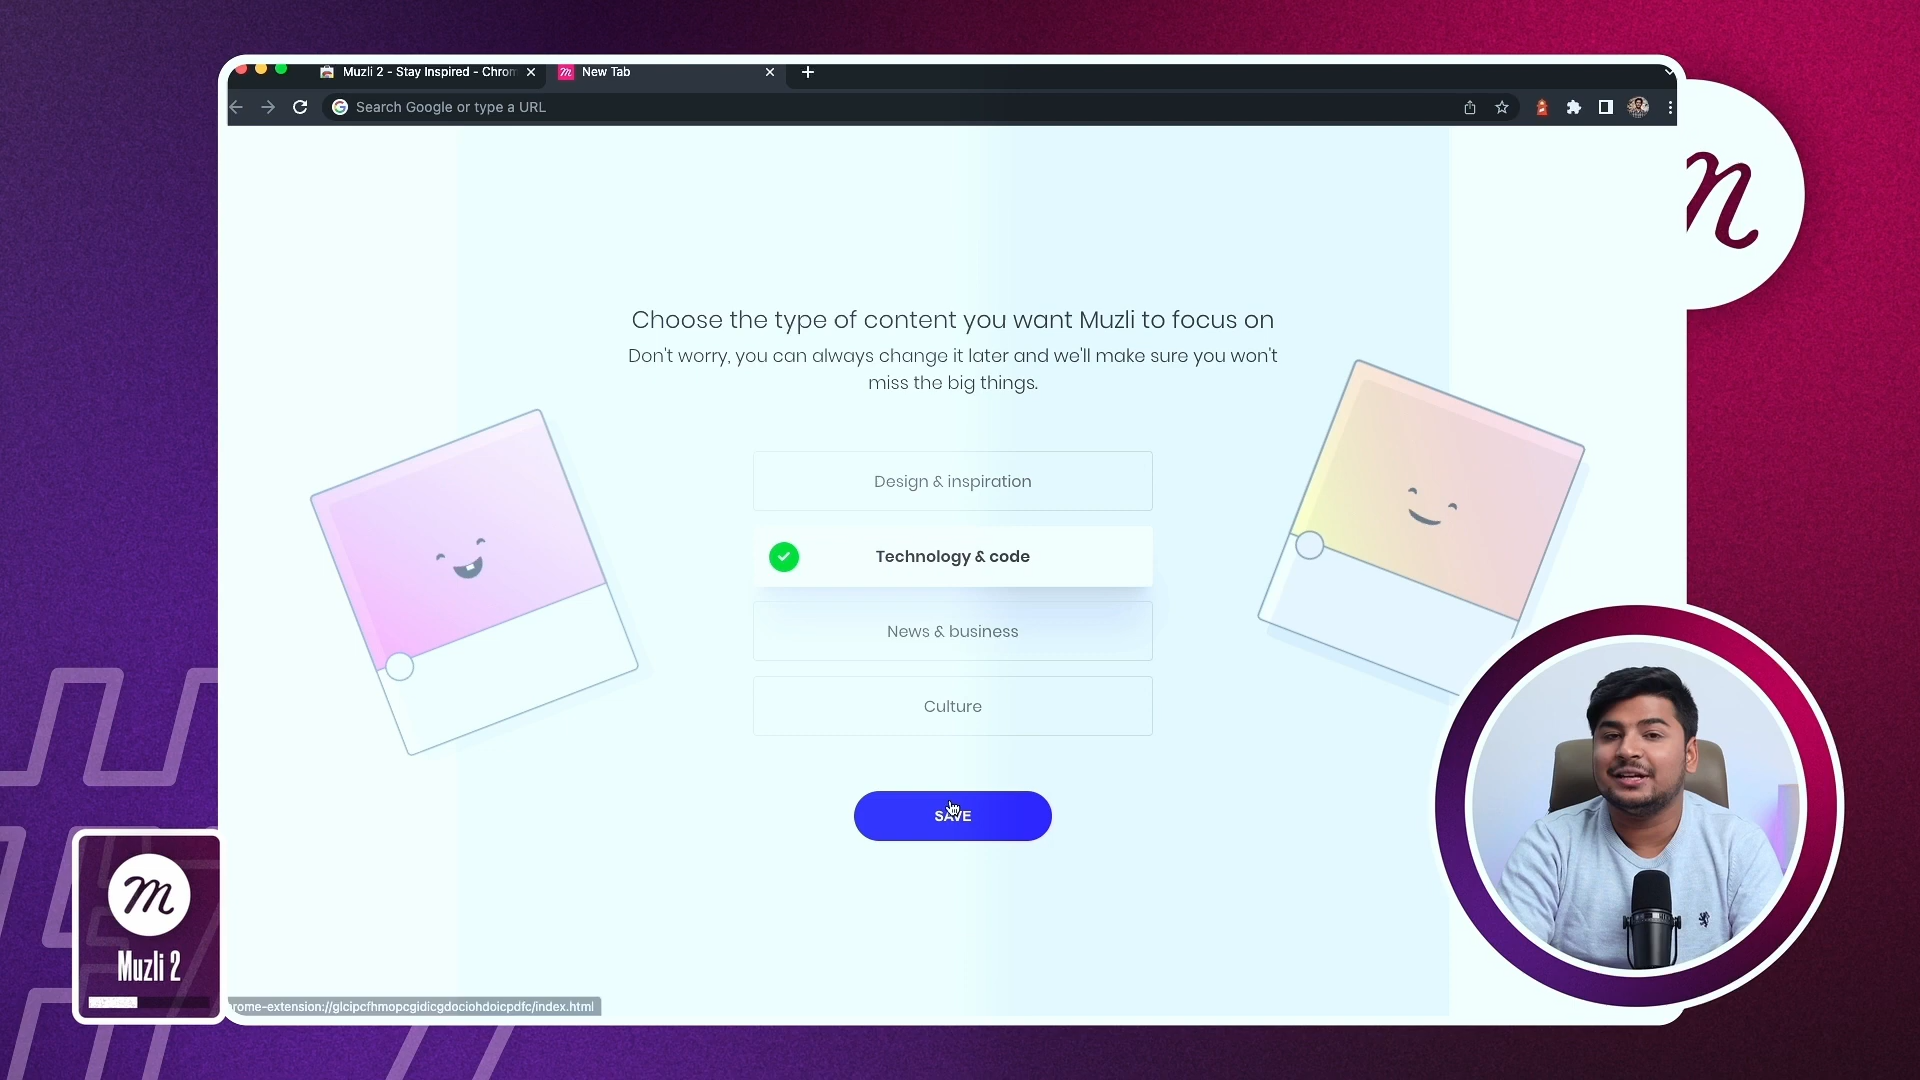 Muzli 2 - Stay Inspired - Chrom
New Tab
Search Google or type a URL
Choose the type of content you want Muzli to focus on
Don't worry, you can always change it later and we'll make sure you won't
miss the big things.
Design & inspiration
Technology & code
News & business
Culture
SAVE
m
m
Muzli 2
rome-extension://glcipcfhmopcgidicgdociohdoicpdfc/index.html